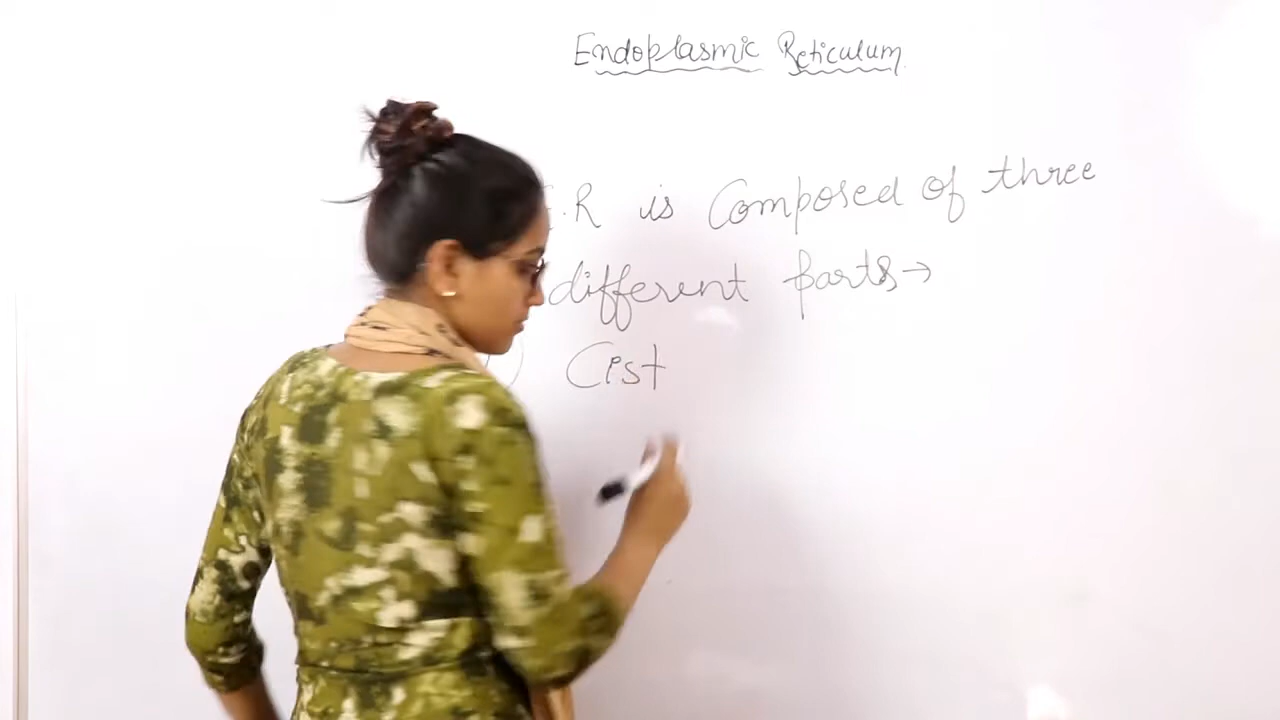 Endoplasmic Reticulum
.R is Composed of three
different parts→
) Cist